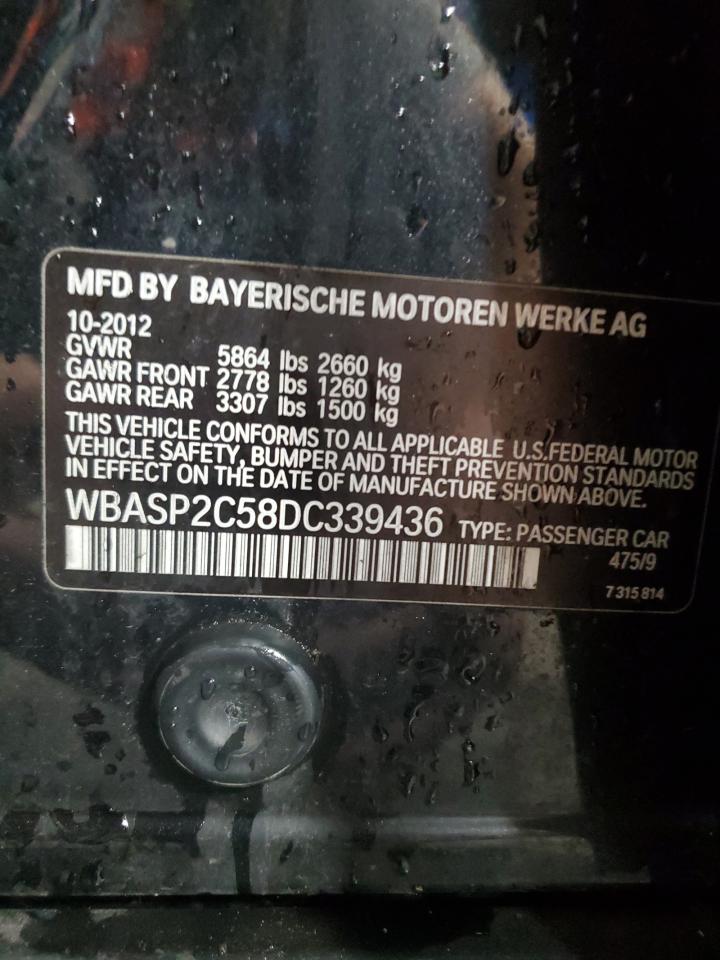 MFD BY BAYERISCHE MOTOREN WERKE AG
10-2012
GVWR 5864 lbs 2660 kg
GAWR FRONT 2778 lbs 1260 kg
GAWR REAR 3307 lbs 1500 kg
THIS VEHICLE CONFORMS TO ALL APPLICABLE U.S.FEDERAL MOTOR
VEHICLE SAFETY, BUMPER AND THEFT PREVENTION STANDARDS
IN EFFECT ON THE DATE OF MANUFACTURE SHOWN ABOVE.
WBASP2C58DC339436 TYPE: PASSENGER CAR
475/9
7 315 814